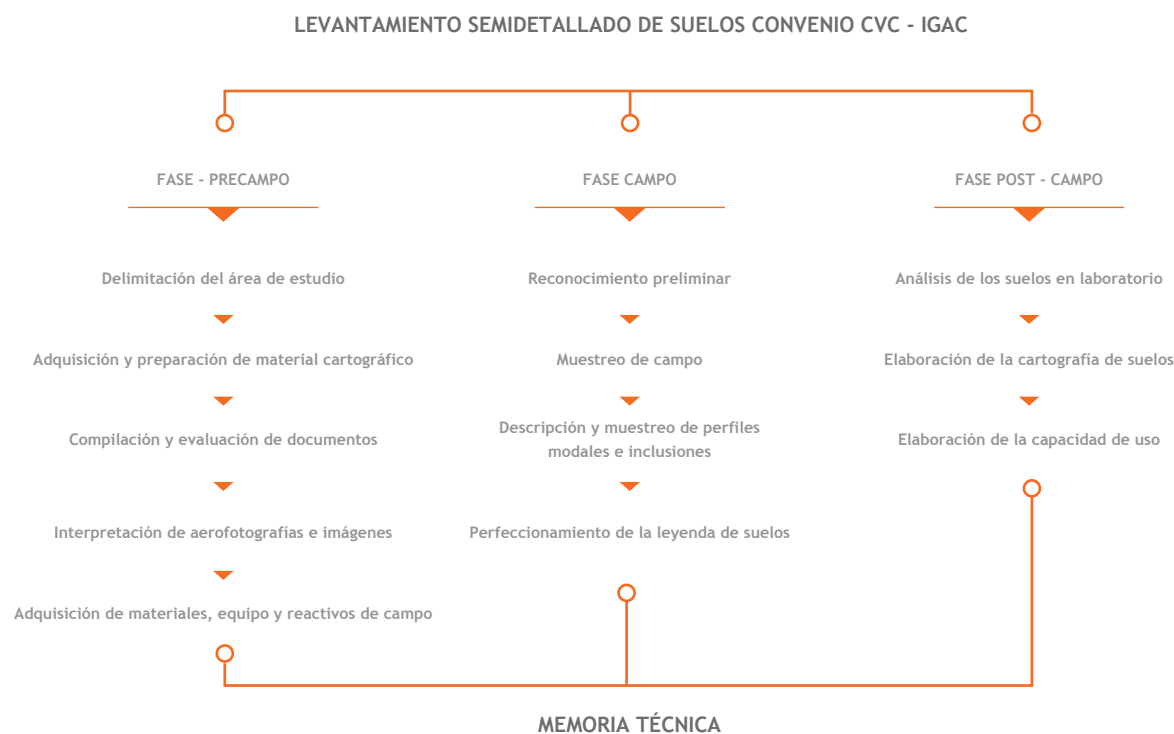 LEVANTAMIENTO SEMIDETALLADO DE SUELOS CONVENIO CVC - IGAC
FASE - PRECAMPO
Delimitación del área de estudio
Adquisición y preparación de material cartográfico
Compilación y evaluación de documentos
Interpretación de aerofotografías e imágenes
Adquisición de materiales, equipo y reactivos de campo
FASE CAMPO
Reconocimiento preliminar
Muestreo de campo
Descripción y muestreo de perfiles
modales e inclusiones
Perfeccionamiento de la leyenda de suelos
FASE POST - CAMPO
Análisis de los suelos en laboratorio
Elaboración de la cartografía de suelos
Elaboración de la capacidad de uso
MEMORIA TÉCNICA